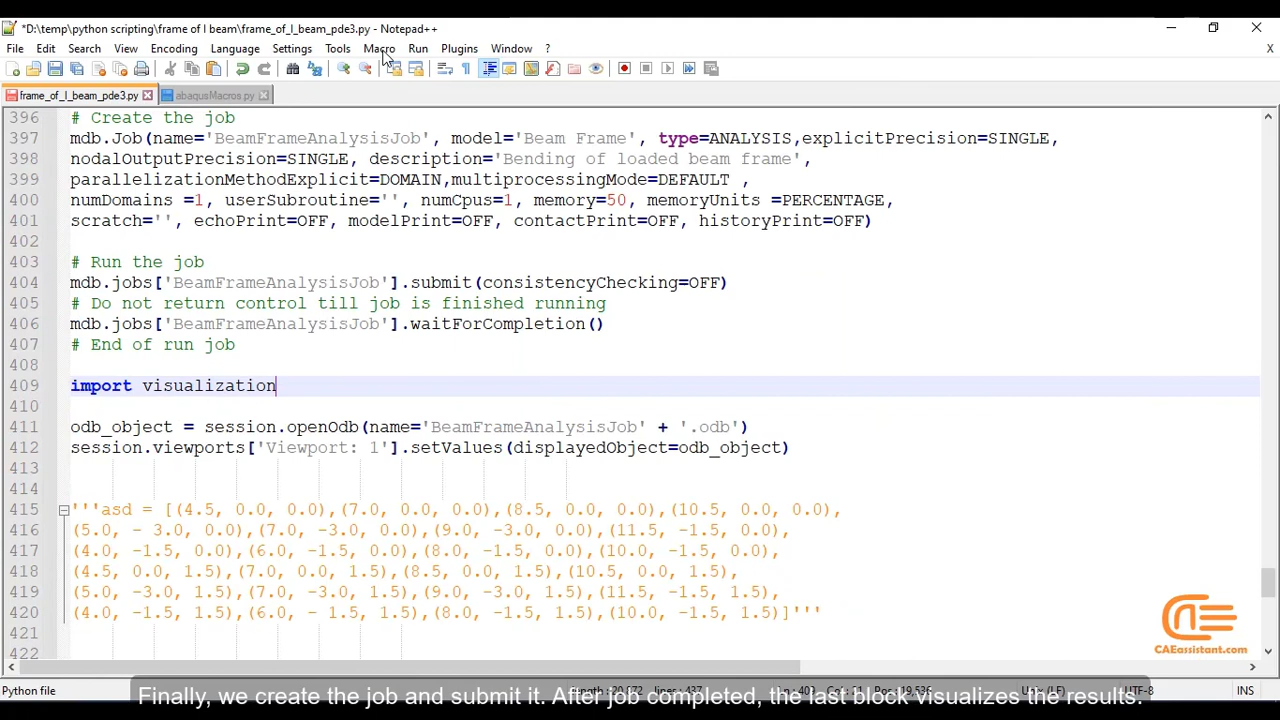 *D:\temp\python scripting\frame of I beam\frame_of_I_beam_pde3.py - Notepad++
File Edit Search View Encoding Language Settings Tools Macro Run Plugins Window ? X
frame_of_I_beam_pde3.py abaqusMacros.py
396 # Create the job
397 mdb.Job(name='BeamFrameAnalysisJob', model='Beam Frame', type=ANALYSIS,explicitPrecision=SINGLE,
398 nodalOutputPrecision=SINGLE, description='Bending of loaded beam frame',
399 parallelizationMethodExplicit=DOMAIN,multiprocessingMode=DEFAULT ,
400 numDomains =1, userSubroutine='', numCpus=1, memory=50, memoryUnits =PERCENTAGE,
401 scratch='', echoPrint=OFF, modelPrint=OFF, contactPrint=OFF, historyPrint=OFF)
402
403 # Run the job
404 mdb.jobs['BeamFrameAnalysisJob'].submit(consistencyChecking=OFF)
405 # Do not return control till job is finished running
406 mdb.jobs['BeamFrameAnalysisJob'].waitForCompletion()
407 # End of run job
408
409 import visualization
410
411 odb_object = session.openOdb(name='BeamFrameAnalysisJob' + '.odb')
412 session.viewports['Viewport: 1'].setValues(displayedObject=odb_object)
413
414
415 '''asd = [(4.5, 0.0, 0.0),(7.0, 0.0, 0.0),(8.5, 0.0, 0.0),(10.5, 0.0, 0.0),
416 (5.0, - 3.0, 0.0),(7.0, -3.0, 0.0),(9.0, -3.0, 0.0),(11.5, -1.5, 0.0),
417 (4.0, -1.5, 0.0),(6.0, -1.5, 0.0),(8.0, -1.5, 0.0),(10.0, -1.5, 0.0),
418 (4.5, 0.0, 1.5),(7.0, 0.0, 1.5),(8.5, 0.0, 1.5),(10.5, 0.0, 1.5),
419 (5.0, -3.0, 1.5),(7.0, -3.0, 1.5),(9.0, -3.0, 1.5),(11.5, -1.5, 1.5),
420 (4.0, -1.5, 1.5),(6.0, - 1.5, 1.5),(8.0, -1.5, 1.5),(10.0, -1.5, 1.5)]'''
421
422
CAEassistant.com
Python file INS
Finally, we create the job and submit it. After job completed, the last block visualizes the results.